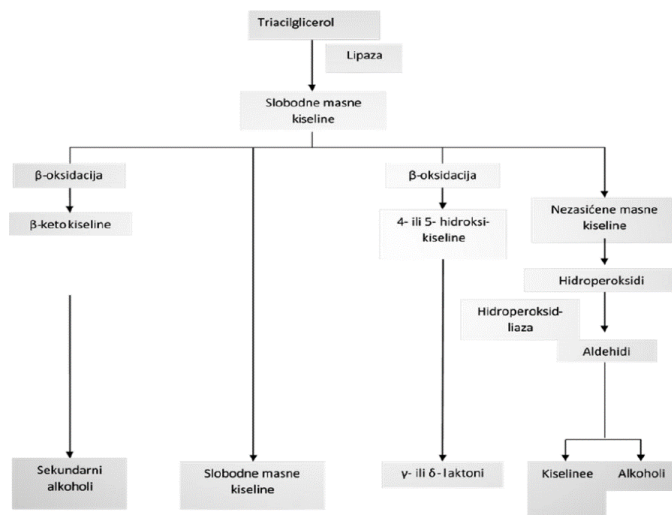 Triacilglicerol
Lipaza
Slobodne masne
kiseline
β-oksidacija
β-oksidacija
β-ketokiseline
4- ili 5- hidroksi-
kiseline
Nezasićene masne
kiseline
Hidroperoksidi
Hidroperoksid-
liaza
Aldehidi
Sekundarni
alkoholi
Slobodne masne
kiseline
γ- ili δ- laktoni
Kiselinee
Alkoholi